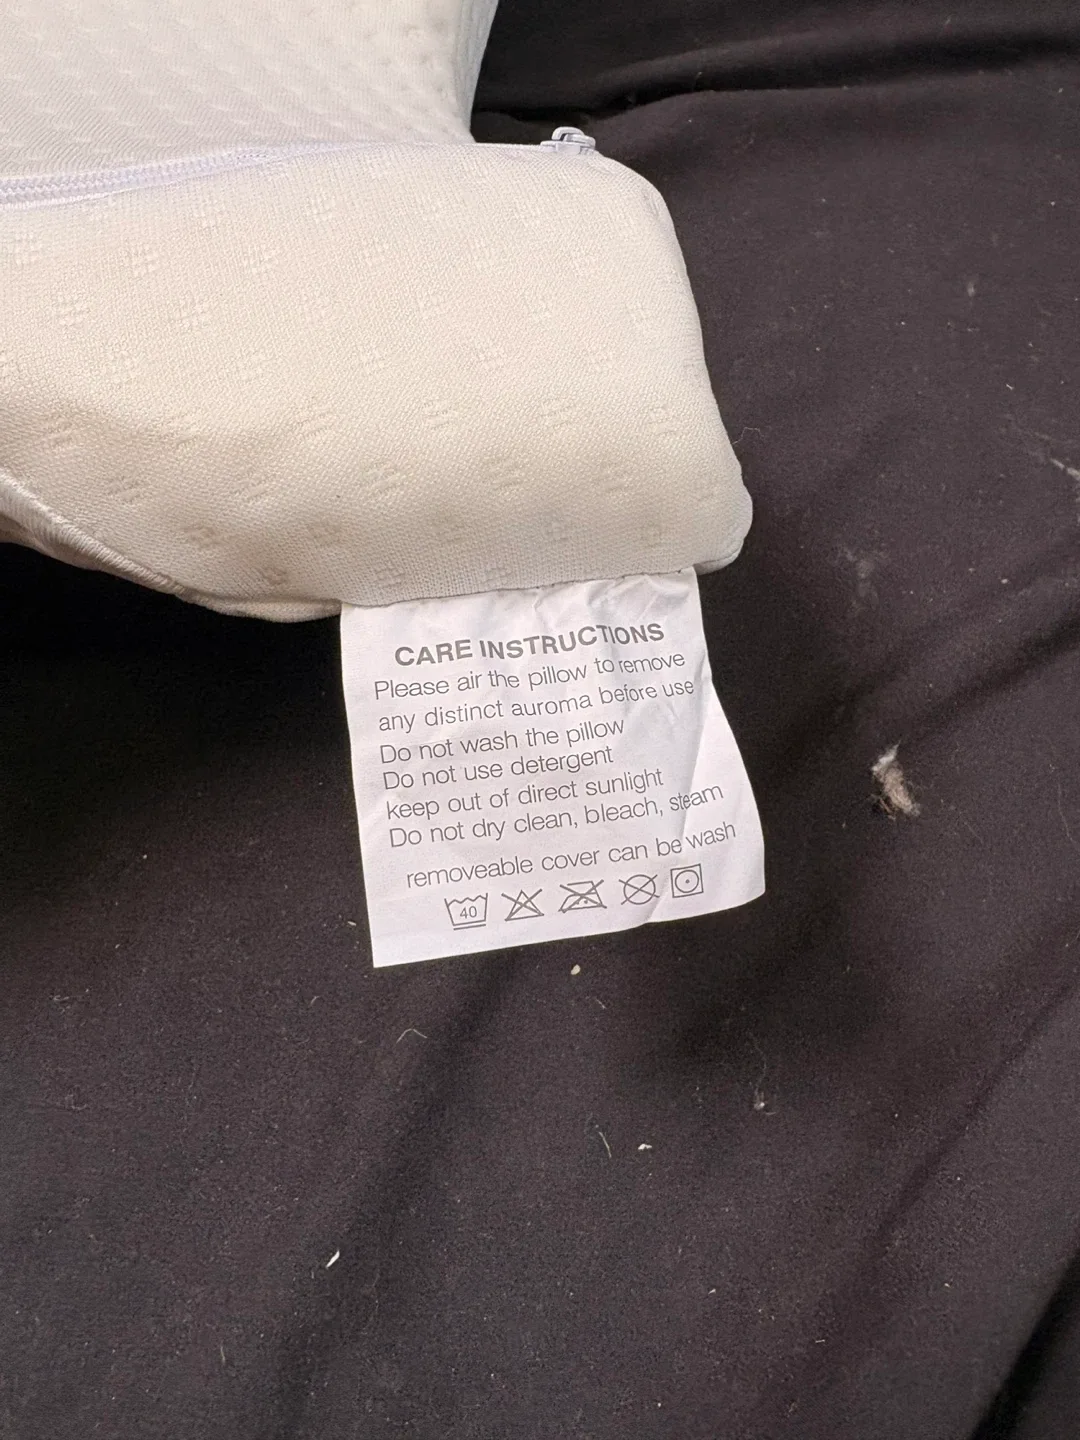 CARE INSTRUCTIONS
Please air the pillow to remove
any distinct auroma before use
Do not wash the pillow
Do not use detergent
keep out of direct sunlight
Do not dry clean, bleach, steam
removeable cover can be wash
40